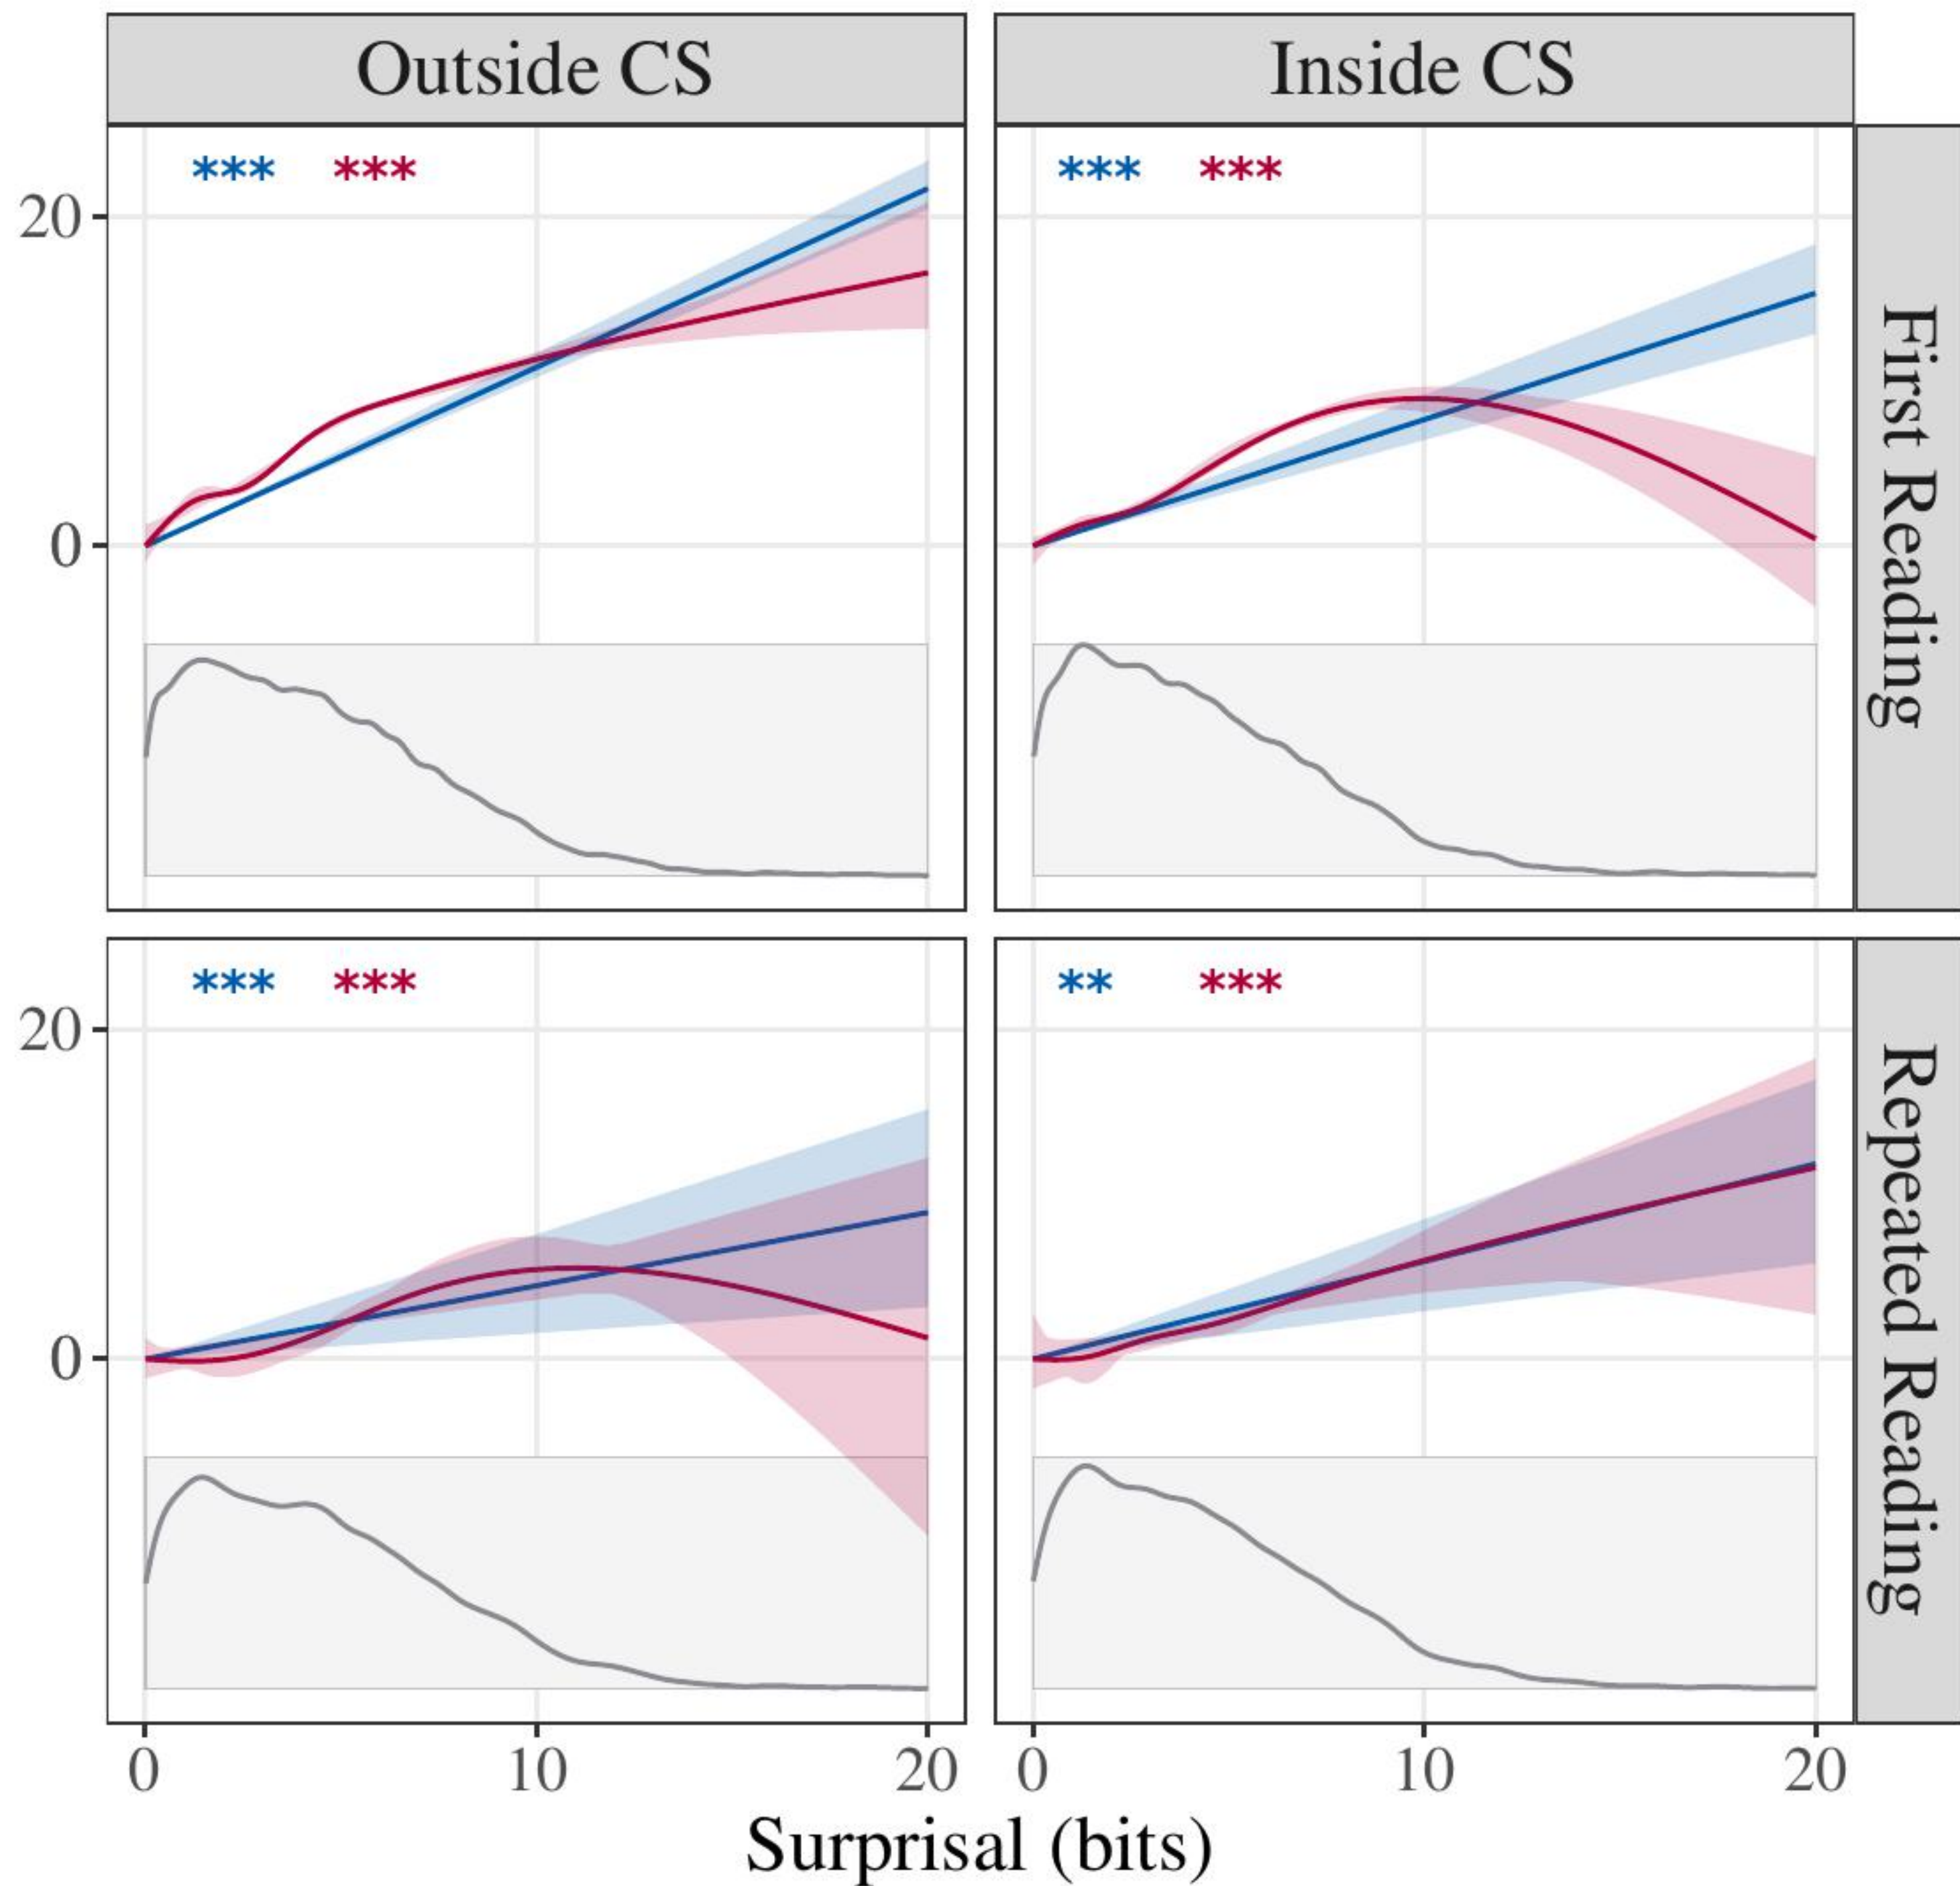 Outside CS
Inside CS
*** ***
*** ***
20
0
First Reading
*** ***
** ***
20
0
Repeated Reading
0 10 20
0 10 20
Surprisal (bits)